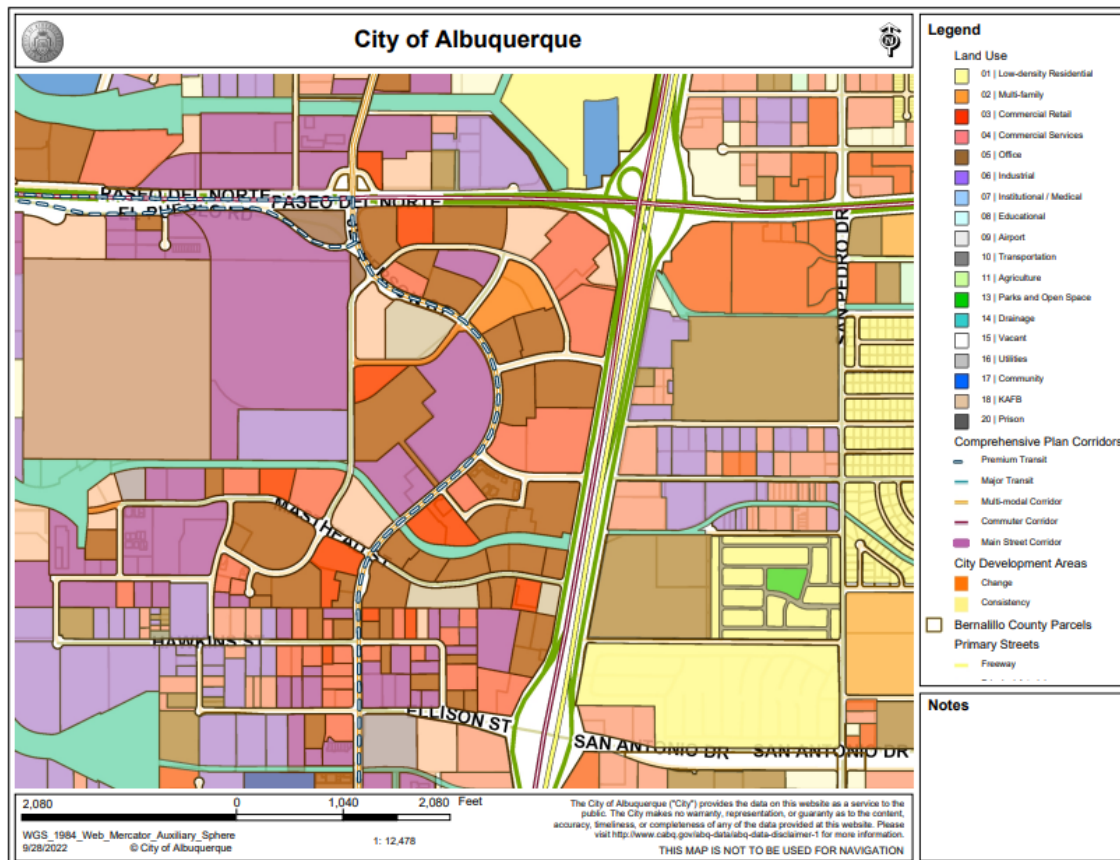 City of Albuquerque
N
PASEO DEL NORTE
PASEO DEL NORTE
EL PUEBLO RD
SAN PEDRO DR
MASTHEAD
HAWKINS ST
ELLISON ST
SAN ANTONIO DR
SAN ANTONIO DR
Legend
Land Use
01 | Low-density Residential
02 | Multi-family
03 | Commercial Retail
04 | Commercial Services
05 | Office
06 | Industrial
07 | Institutional / Medical
08 | Educational
09 | Airport
10 | Transportation
11 | Agriculture
13 | Parks and Open Space
14 | Drainage
15 | Vacant
16 | Utilities
17 | Community
18 | KAFB
20 | Prison
Comprehensive Plan Corridors
Premium Transit
Major Transit
Multi-modal Corridor
Commuter Corridor
Main Street Corridor
City Development Areas
Change
Consistency
Bernalillo County Parcels
Primary Streets
Freeway
Notes
2,080 0 1,040 2,080 Feet
WGS_1984_Web_Mercator_Auxiliary_Sphere
9/28/2022 © City of Albuquerque
1: 12,478
The City of Albuquerque ("City") provides the data on this website as a service to the
public. The City makes no warranty, representation, or guaranty as to the content,
accuracy, timeliness, or completeness of any of the data provided at this website. Please
visit http://www.cabq.gov/abq-data/abq-data-disclaimer-1 for more information.
THIS MAP IS NOT TO BE USED FOR NAVIGATION